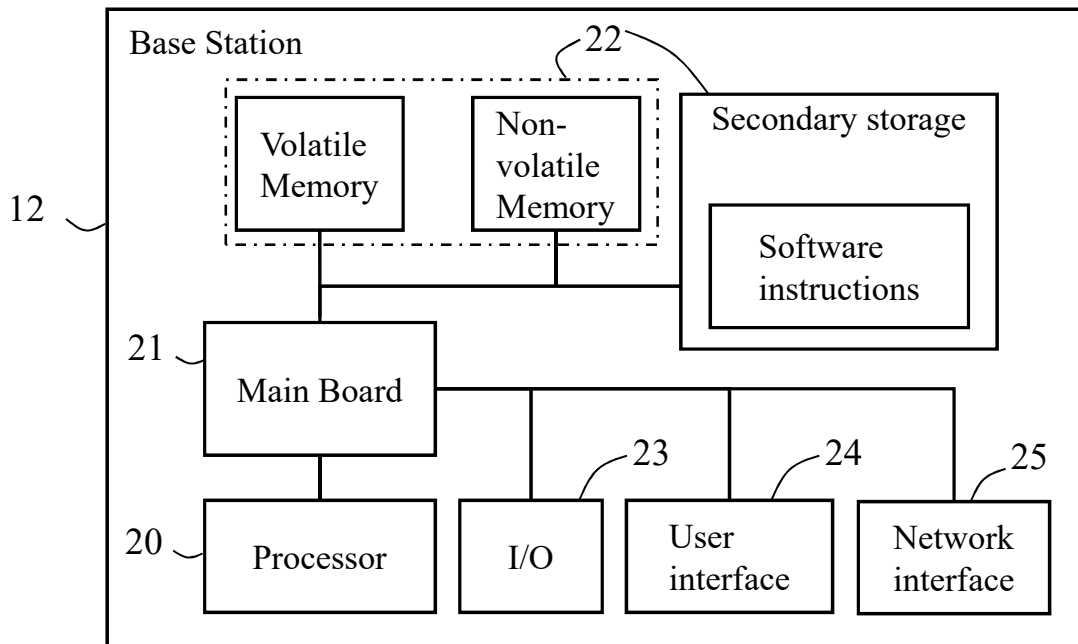 Base Station
22
Volatile
Memory
Non-
volatile
Memory
Secondary storage
Software
instructions
12
21
Main Board
23
24
25
20
Processor
I/O
User
interface
Network
interface